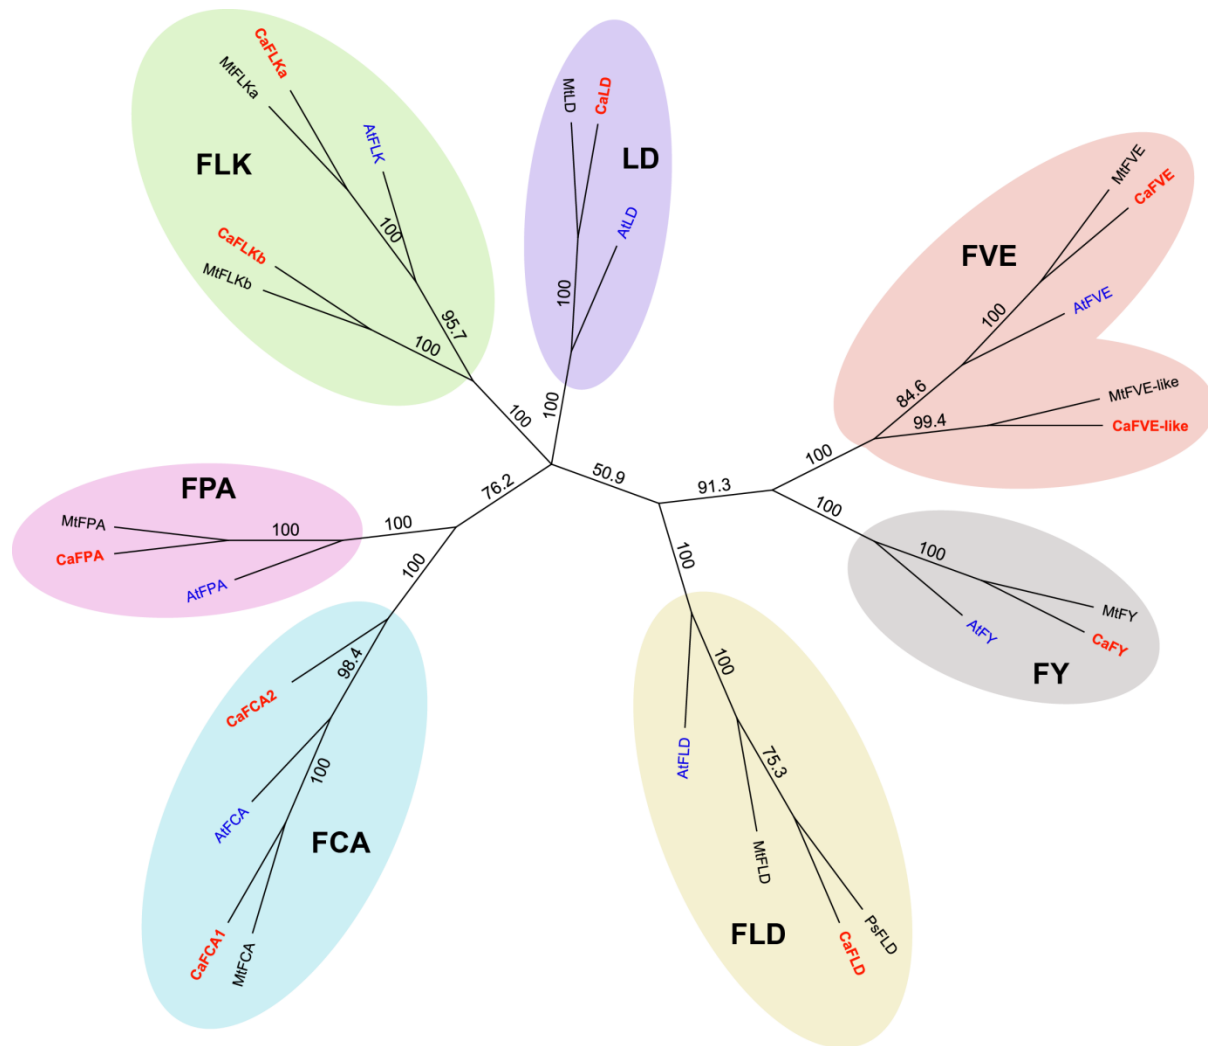 CaFLKa
MtFLKa
AtFLK
FLK
100
CaFLKb
MtFLKb
95.7
100
100
MtLD
CaLD
LD
AtLD
100
100
MtFVE
CaFVE
FVE
AtFVE
100
84.6
MtFVE-like
99.4
CaFVE-like
100
50.9
91.3
76.2
FPA
MtFPA
100
100
CaFPA
AtFPA
100
100
100
MtFY
AtFY
CaFY
FY
100
98.4
CaFCA2
AtFCA
100
FCA
CaFCA1
MtFCA
100
AtFLD
75.3
MtFLD
FLD
CaFLD
PsFLD